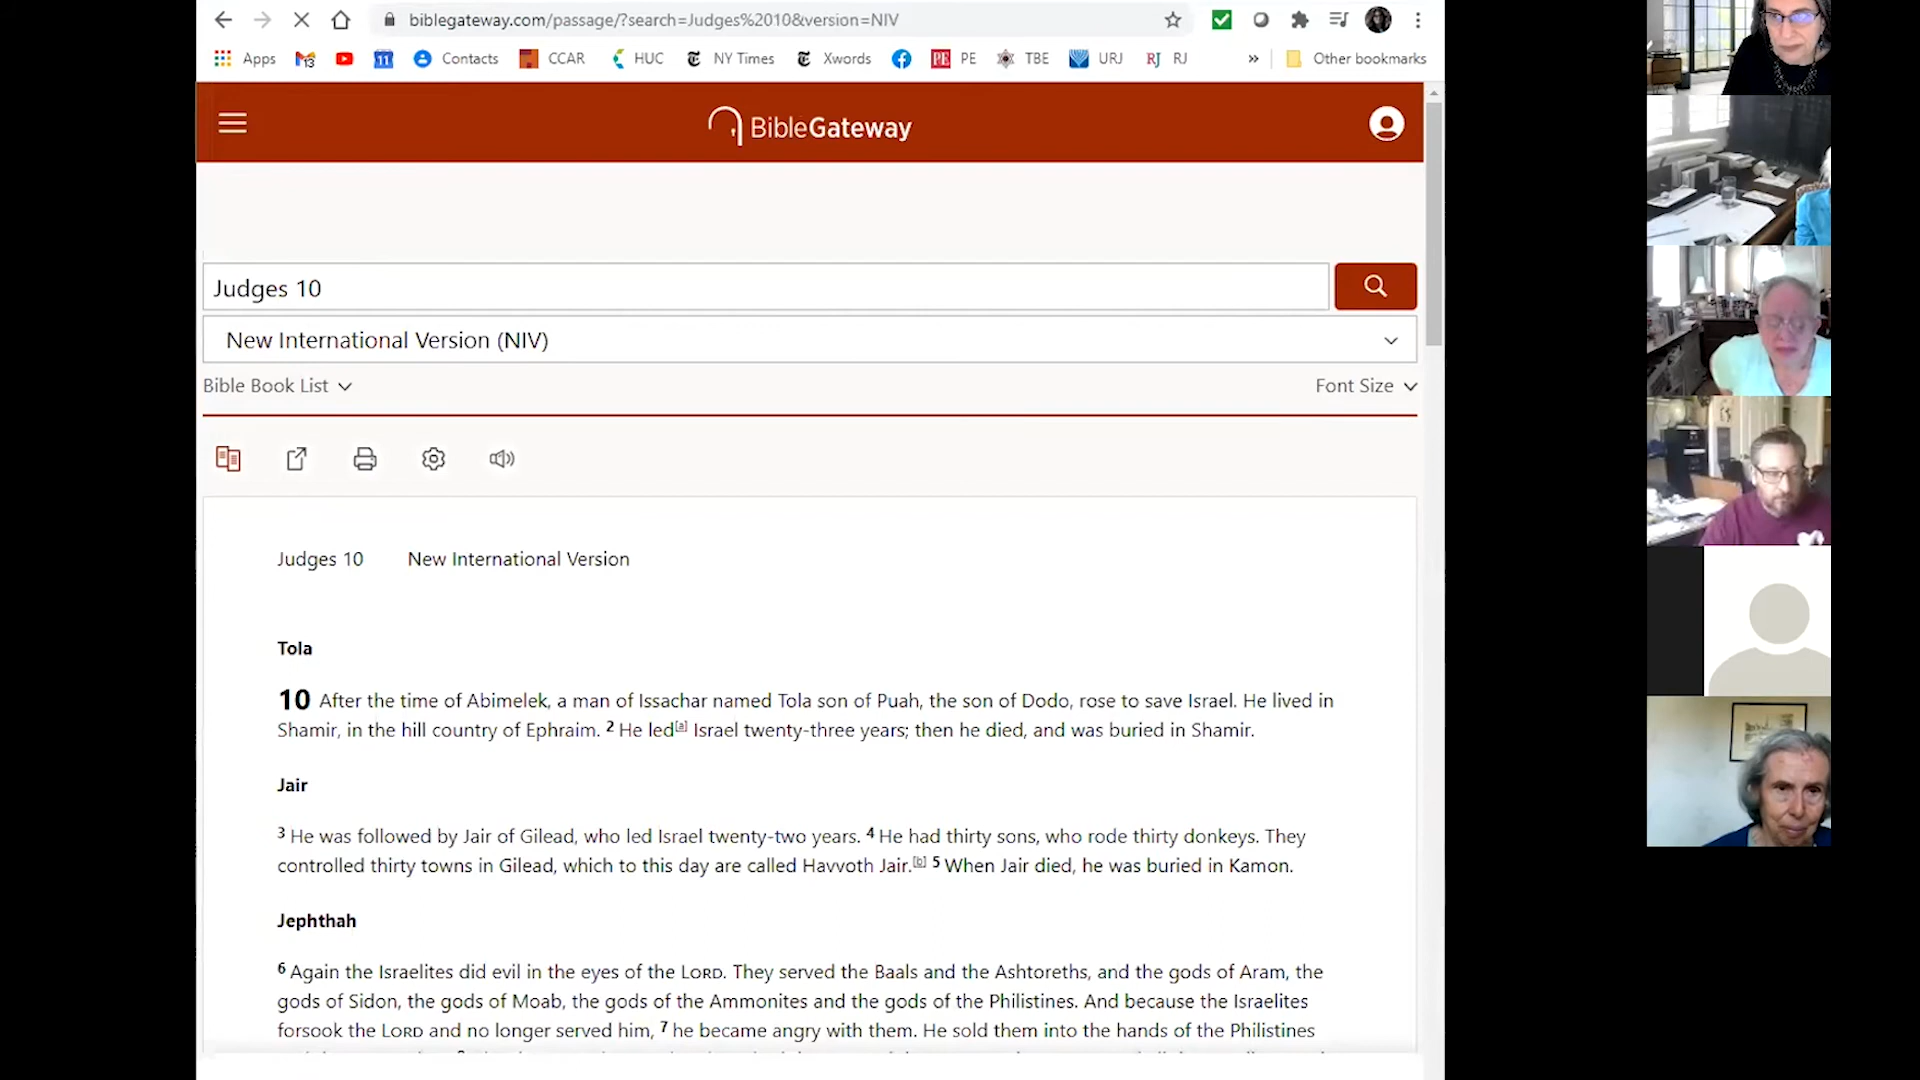 biblegateway.com/passage/?search=Judges%2010&version=NIV
Apps 13 11 Contacts CCAR HUC NY Times Xwords PE PE TBE URJ RJ RJ » Other bookmarks
BibleGateway
Judges 10
New International Version (NIV)
Bible Book List Font Size
Judges 10 New International Version
Tola
10 After the time of Abimelek, a man of Issachar named Tola son of Puah, the son of Dodo, rose to save Israel. He lived in
Shamir, in the hill country of Ephraim. 2 He led[a] Israel twenty-three years; then he died, and was buried in Shamir.
Jair
3 He was followed by Jair of Gilead, who led Israel twenty-two years. 4 He had thirty sons, who rode thirty donkeys. They
controlled thirty towns in Gilead, which to this day are called Havvoth Jair.[b] 5 When Jair died, he was buried in Kamon.
Jephthah
6 Again the Israelites did evil in the eyes of the LORD. They served the Baals and the Ashtoreths, and the gods of Aram, the
gods of Sidon, the gods of Moab, the gods of the Ammonites and the gods of the Philistines. And because the Israelites
forsook the LORD and no longer served him, 7 he became angry with them. He sold them into the hands of the Philistines